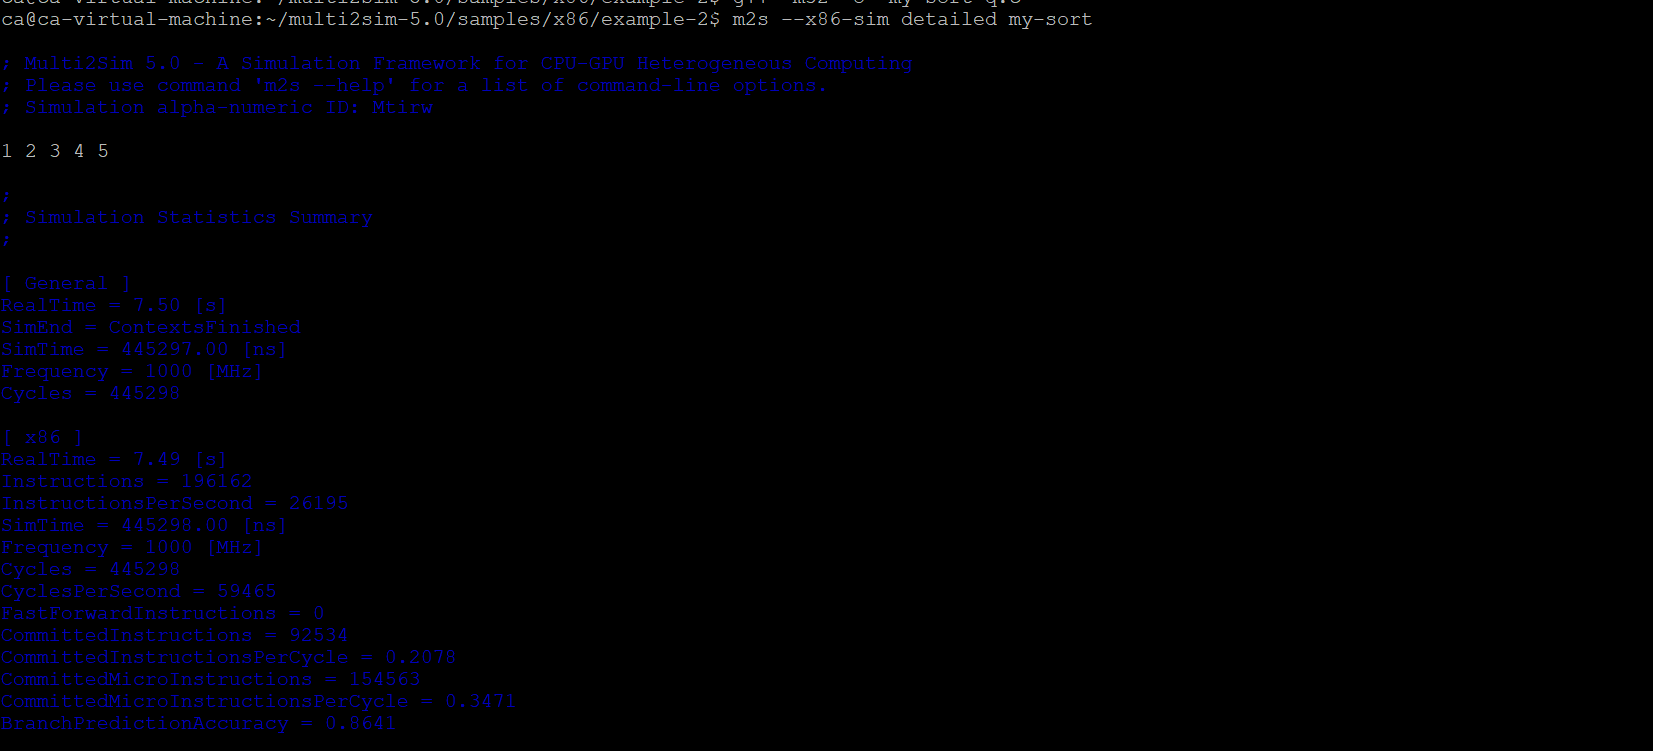 ca@ca-virtual-machine:~/multi2sim-5.0/samples/x86/example-2$ g++ -m32 -o my-sort q.s
ca@ca-virtual-machine:~/multi2sim-5.0/samples/x86/example-2$ m2s --x86-sim detailed my-sort
; Multi2Sim 5.0 - A Simulation Framework for CPU-GPU Heterogeneous Computing
; Please use command 'm2s --help' for a list of command-line options.
; Simulation alpha-numeric ID: Mtirw
1 2 3 4 5
;
; Simulation Statistics Summary
;
[ General ]
RealTime = 7.50 [s]
SimEnd = ContextsFinished
SimTime = 445297.00 [ns]
Frequency = 1000 [MHz]
Cycles = 445298
[ x86 ]
RealTime = 7.49 [s]
Instructions = 196162
InstructionsPerSecond = 26195
SimTime = 445298.00 [ns]
Frequency = 1000 [MHz]
Cycles = 445298
CyclesPerSecond = 59465
FastForwardInstructions = 0
CommittedInstructions = 92534
CommittedInstructionsPerCycle = 0.2078
CommittedMicroInstructions = 154563
CommittedMicroInstructionsPerCycle = 0.3471
BranchPredictionAccuracy = 0.8641